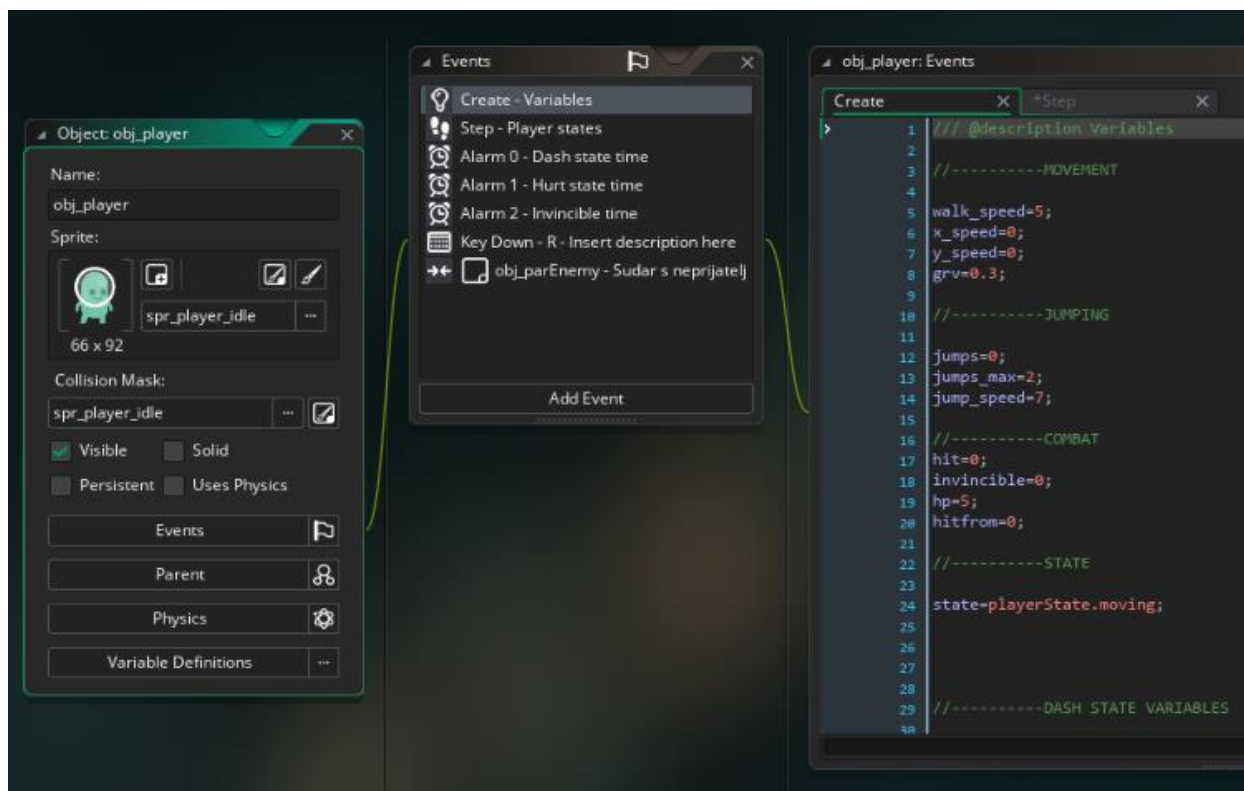 Object: obj_player
Name:
obj_player
Sprite:
spr_player_idle
66 x 92
Collision Mask:
spr_player_idle
Visible
Solid
Persistent
Uses Physics
Events
Parent
Physics
Variable Definitions
Events
Create - Variables
Step - Player states
Alarm 0 - Dash state time
Alarm 1 - Hurt state time
Alarm 2 - Invincible time
Key Down - R - Insert description here
obj_parEnemy - Sudar s neprijatelj
Add Event
obj_player: Events
Create
*Step
1 /// @description Variables
2
3 //----------MOVEMENT
4
5 walk_speed=5;
6 x_speed=0;
7 y_speed=0;
8 grv=0.3;
9
10 //----------JUMPING
11
12 jumps=0;
13 jumps_max=2;
14 jump_speed=7;
15
16 //----------COMBAT
17 hit=0;
18 invincible=0;
19 hp=5;
20 hitfrom=0;
21
22 //----------STATE
23
24 state=playerState.moving;
25
26
27
28
29 //----------DASH STATE VARIABLES
30